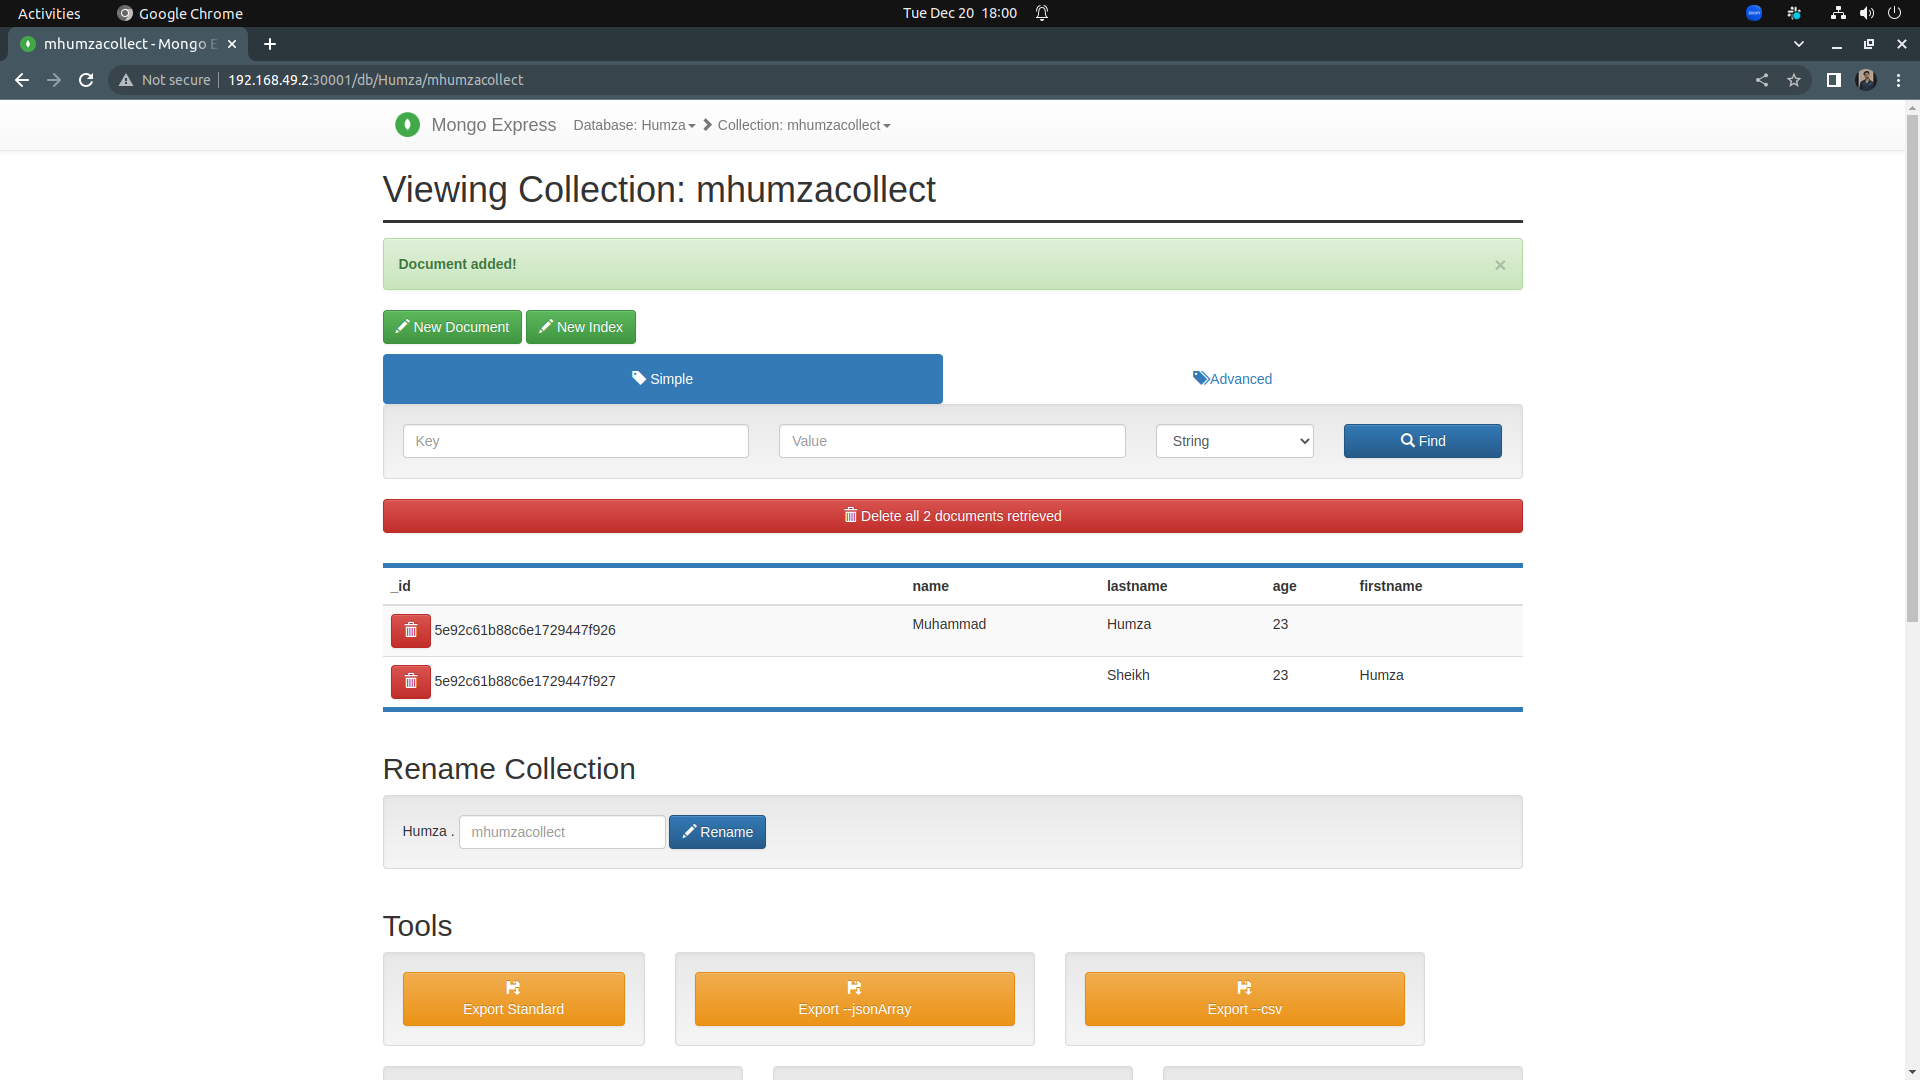 Activities Google Chrome Tue Dec 20 18:00
mhumzacollect - Mongo E
Not secure 192.168.49.2:30001/db/Humza/mhumzacollect
Mongo Express Database: Humza Collection: mhumzacollect
Viewing Collection: mhumzacollect
Document added! ×
New Document New Index
Simple Advanced
Key Value String Find
Delete all 2 documents retrieved
_id name lastname age firstname
5e92c61b88c6e1729447f926 Muhammad Humza 23
5e92c61b88c6e1729447f927 Sheikh 23 Humza
Rename Collection
Humza . mhumzacollect Rename
Tools
Export Standard Export --jsonArray Export --csv